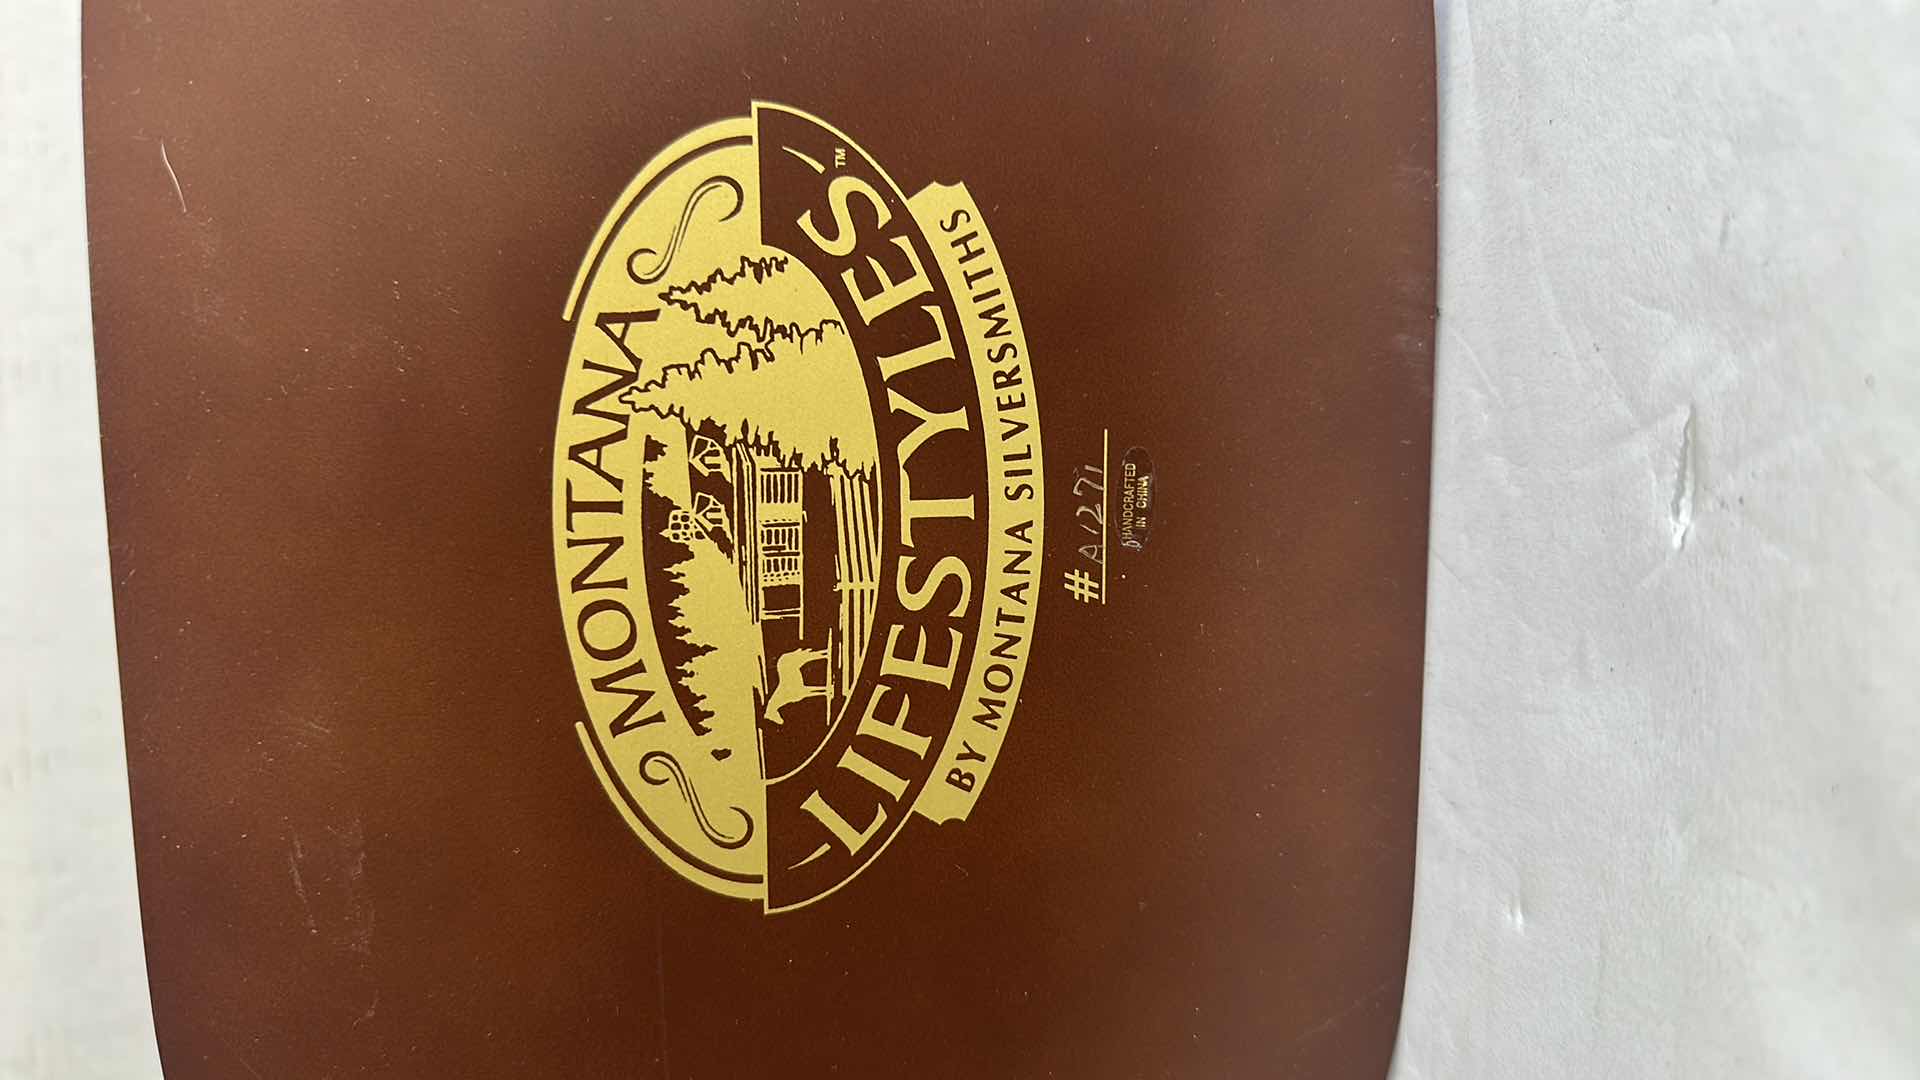 MONTANA
LIFESTYLES™
BY MONTANA SILVERSMITHS
# A1271
HANDCRAFTED
IN CHINA